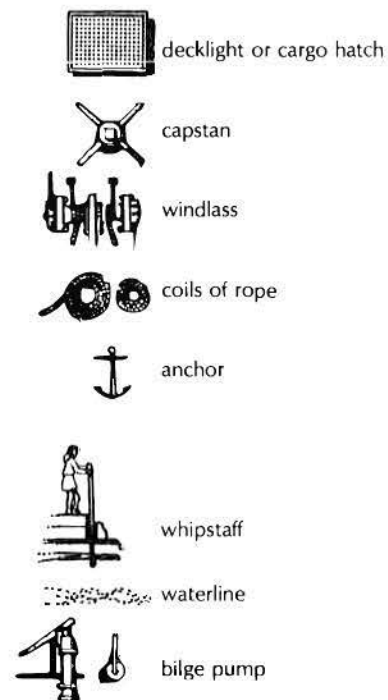 decklight or cargo hatch
capstan
windlass
coils of rope
anchor
whipstaff
waterline
bilge pump